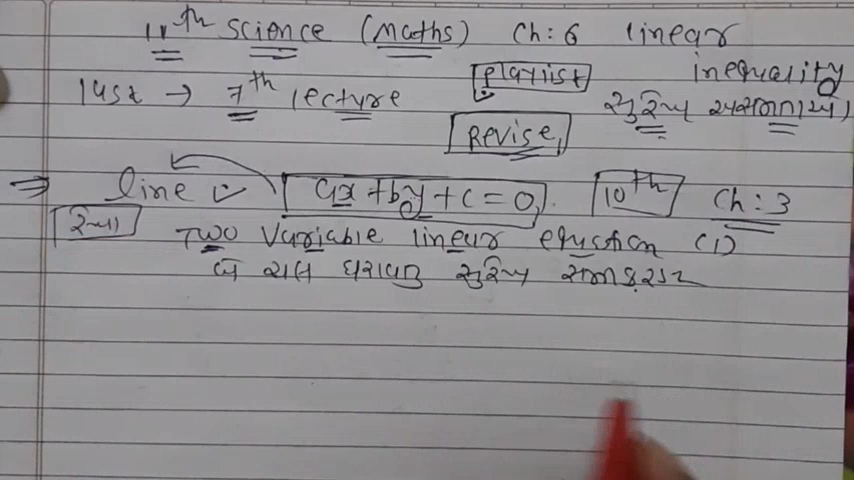 11th science (Maths) Ch: 6 linear
inequality
last → 7th lecture playlist સુરેખ અસમતા
Revise,
⇒ line ax + by + c = 0, 10th Ch: 3
રેખા Two variable linear equation (1)
બે ચલ ધરાવતું સુરેખ સમીકરણ